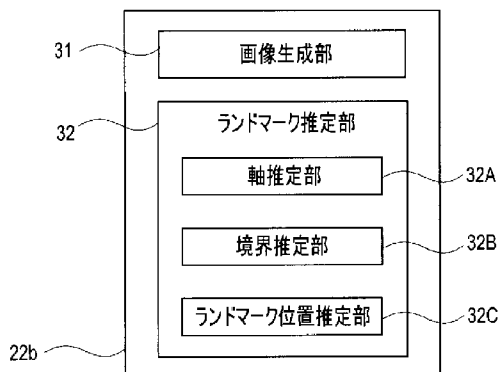 31
画像生成部
32
ランドマーク推定部
軸推定部
32A
境界推定部
32B
ランドマーク位置推定部
32C
22b